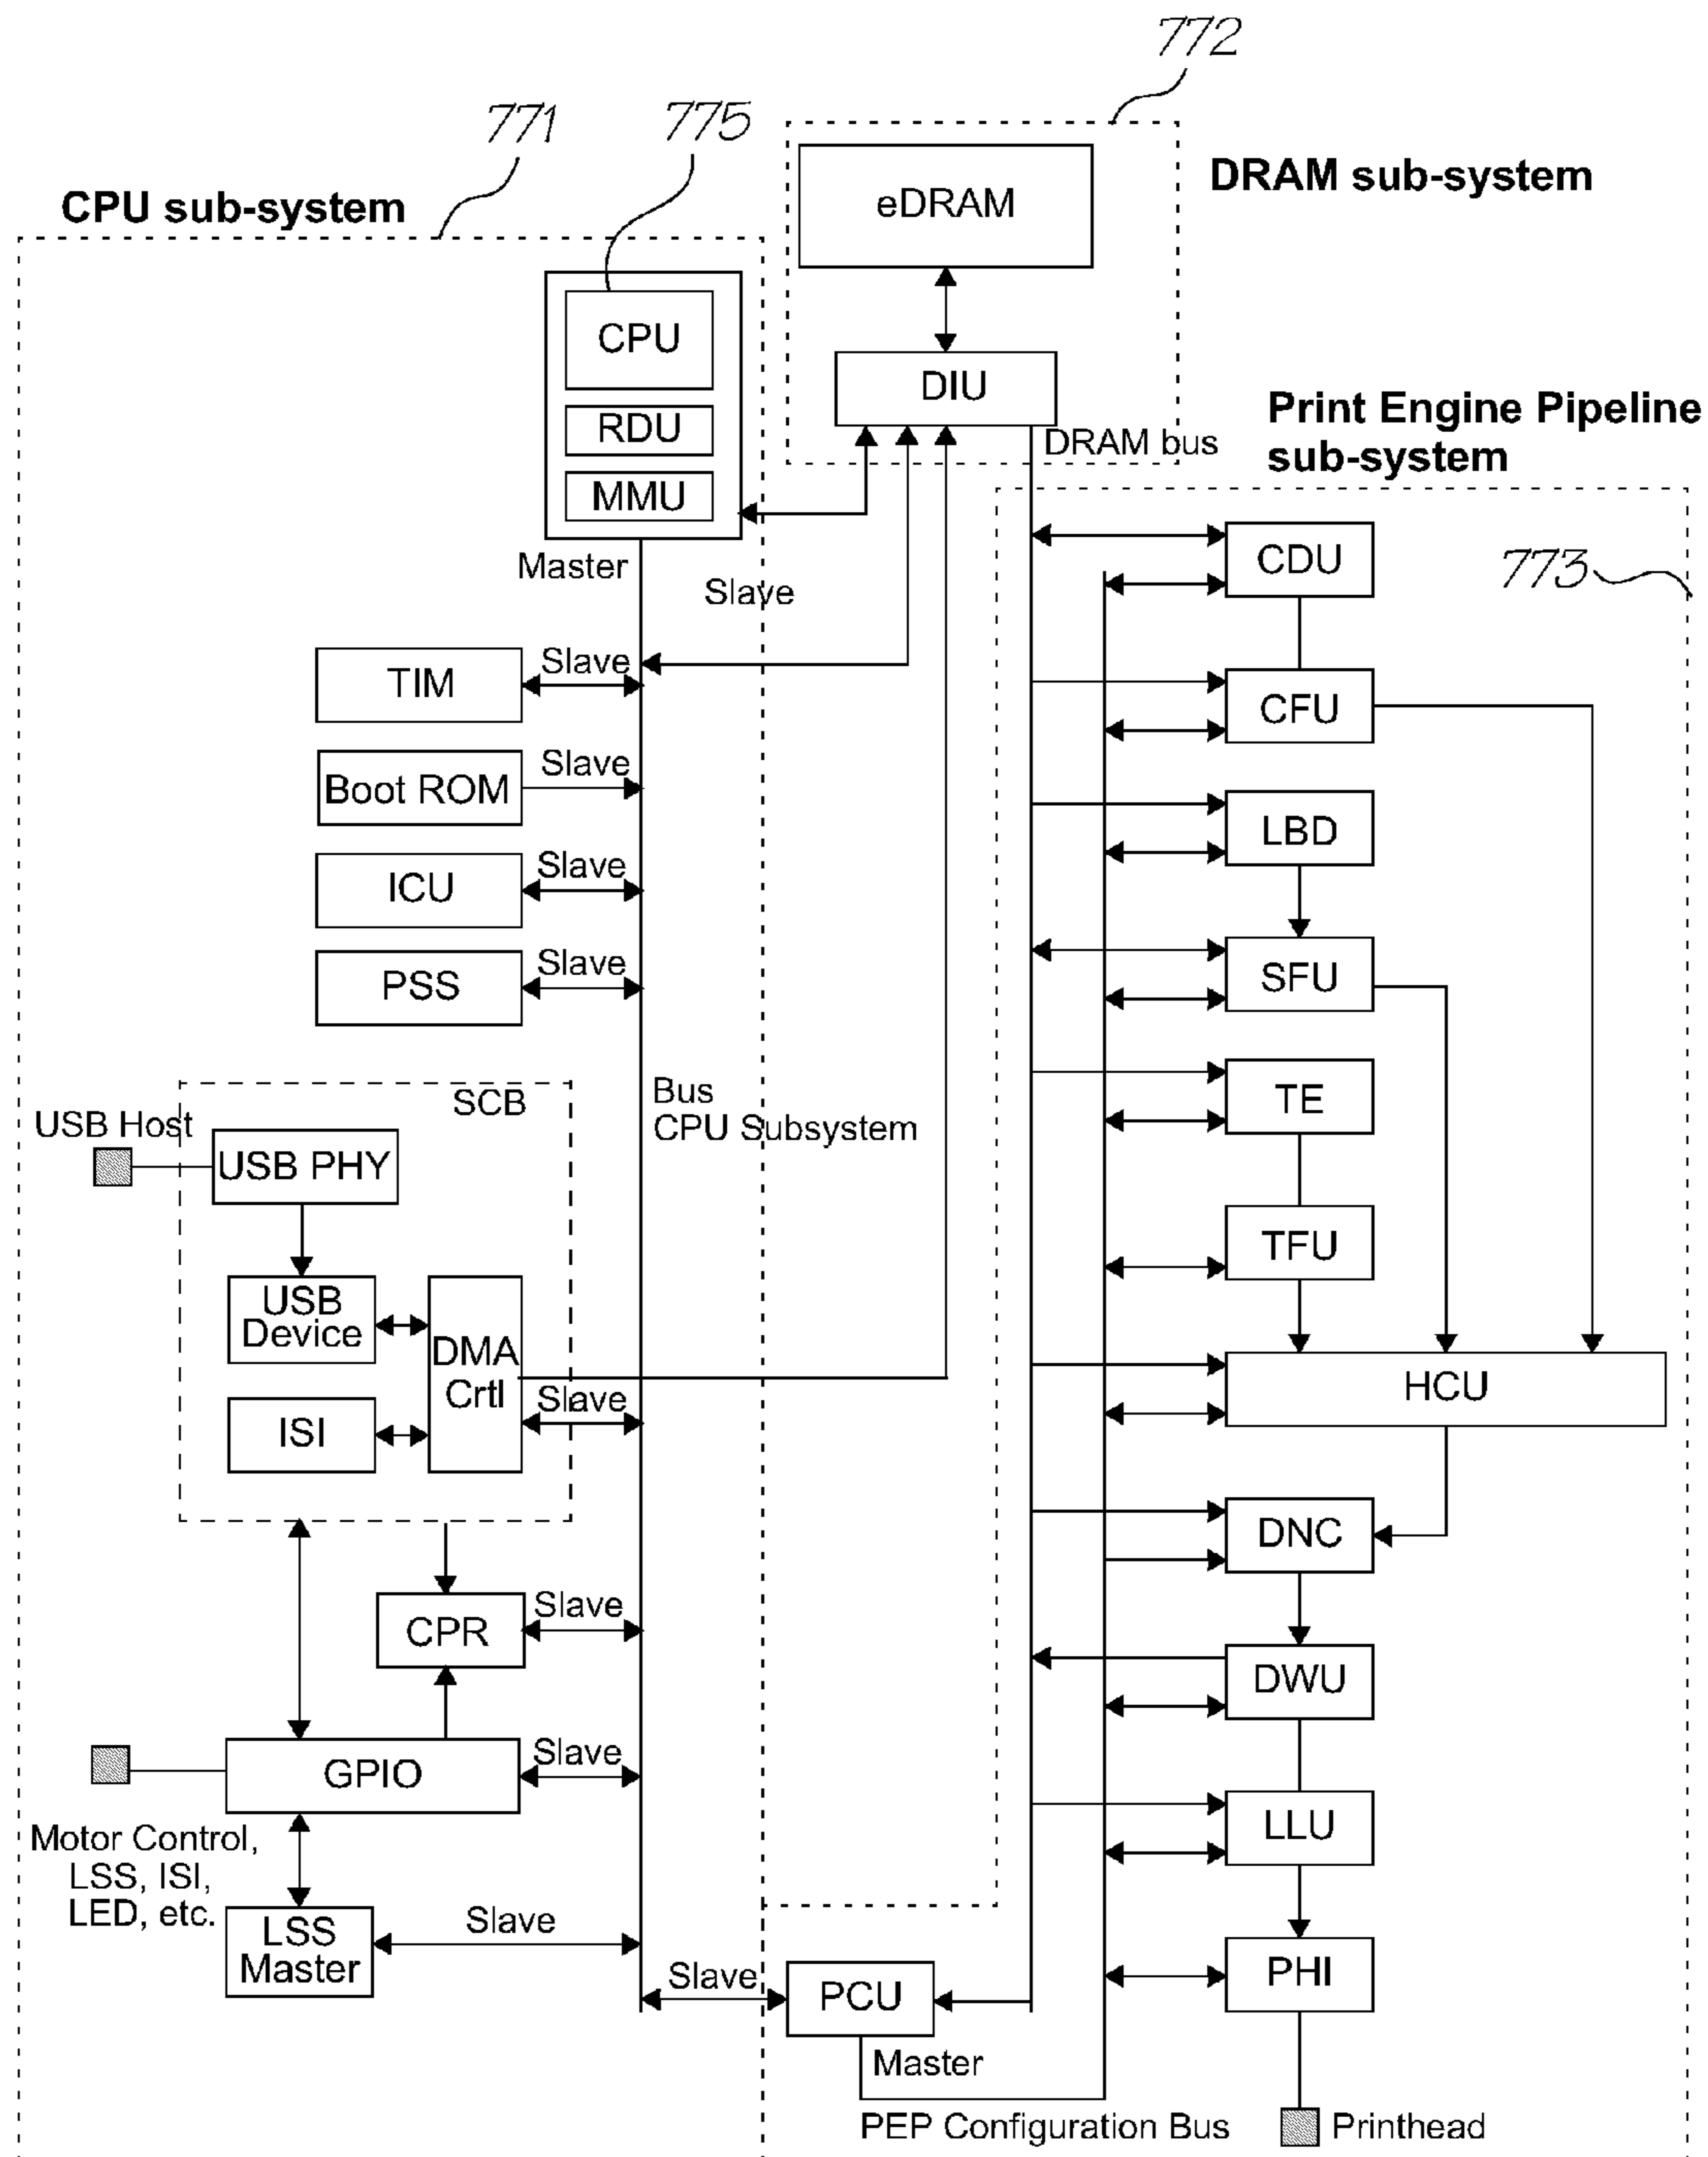 772
771
775
DRAM sub-system
CPU sub-system
eDRAM
CPU
DIU
RDU
MMU
DRAM bus
Print Engine Pipeline
sub-system
Master
Slave
773
CDU
TIM
Slave
CFU
Boot ROM
Slave
LBD
ICU
Slave
PSS
Slave
SFU
SCB
Bus
CPU Subsystem
TE
USB Host
USB PHY
TFU
USB
Device
DMA
Crtl
Slave
ISI
HCU
DNC
CPR
Slave
DWU
GPIO
Slave
Motor Control,
LSS, ISI,
LED, etc.
LLU
LSS
Master
Slave
Slave
PCU
PHI
Master
PEP Configuration Bus
Printhead